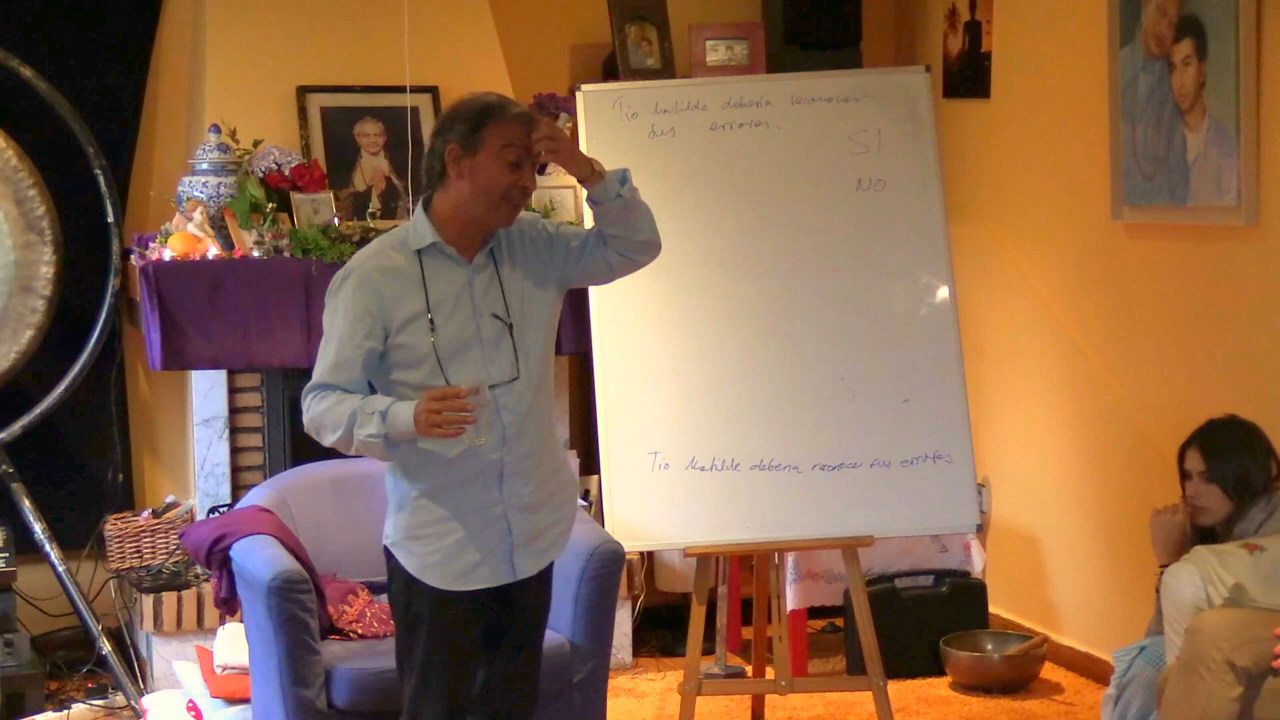 Tío Matilde debería reconocer
sus errores.
SI
NO
Tío Matilde debería reconocer sus errores